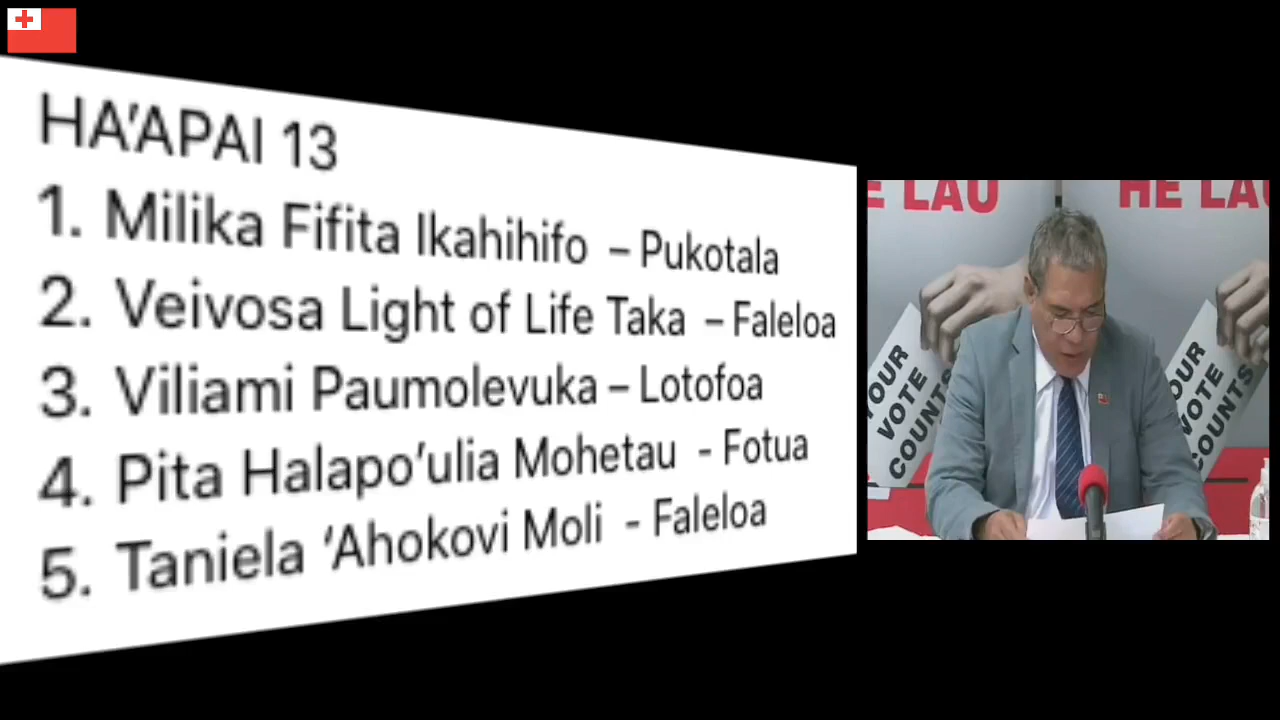 HA'APAI 13
1. Milika Fifita Ikahihifo – Pukotala
2. Veivosa Light of Life Taka – Faleloa
3. Viliami Paumolevuka – Lotofoa
4. Pita Halapo'ulia Mohetau - Fotua
5. Taniela 'Ahokovi Moli - Faleloa
E LAU
HE LAU
YOUR
VOTE
COUNTS
OUR
VOTE
COUNTS